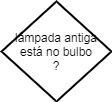 lâmpada antiga
está no bulbo
?